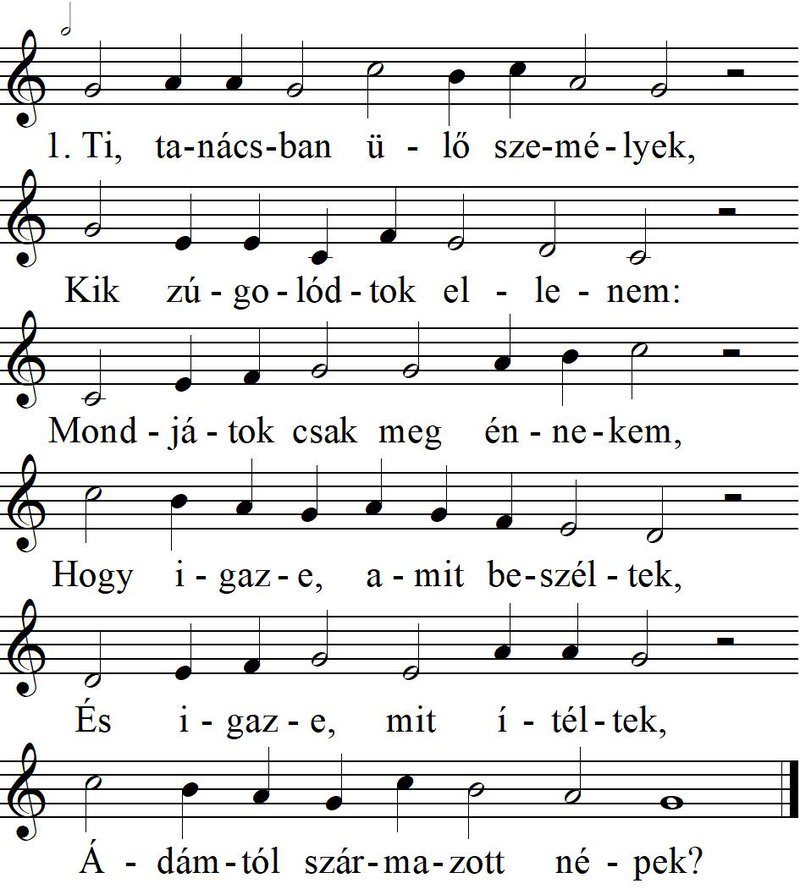 1. Ti, ta-nács-ban ü - lő sze-mé-lyek,
Kik zú - go - lód - tok el - le - nem:
Mond - já - tok csak meg én - ne - kem,
Hogy i - gaz - e, a - mit be - szél - tek,
És i - gaz - e, mit í - tél - tek,
Á - dám - tól szár - ma - zott né - pek?